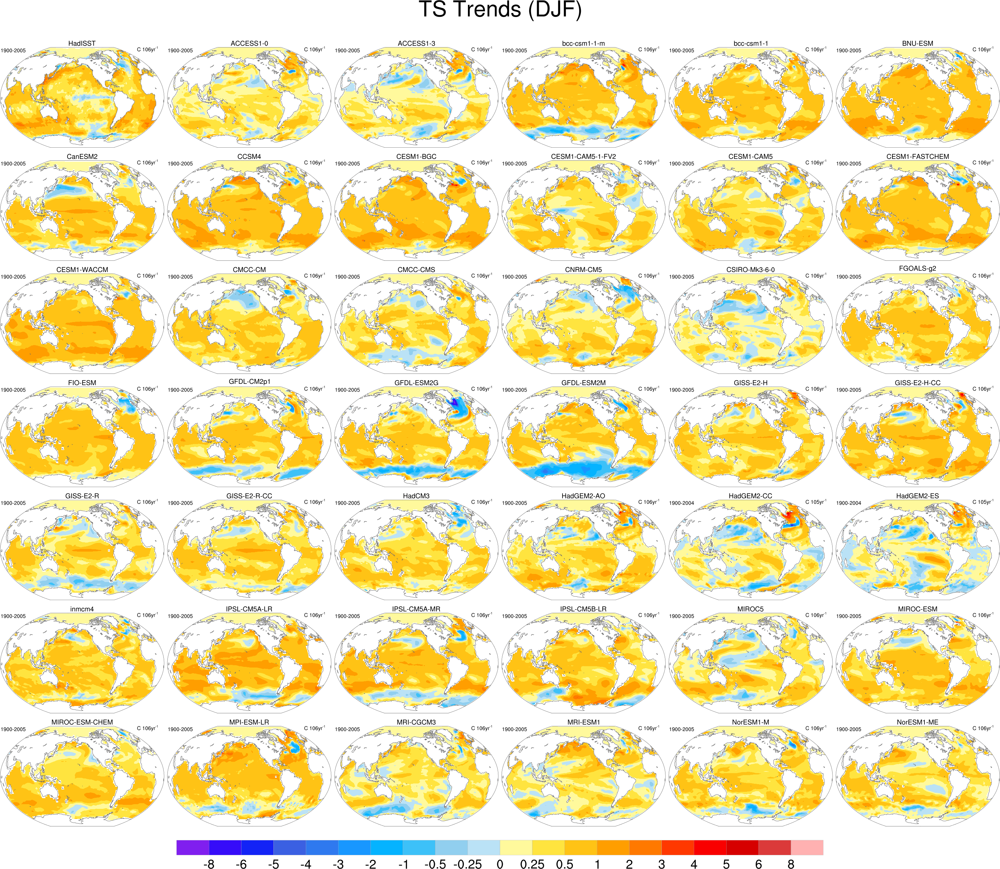 TS Trends (DJF)
HadISST
1900-2005 C 106yr-1
ACCESS1-0
1900-2005 C 106yr-1
ACCESS1-3
1900-2005 C 106yr-1
bcc-csm1-1-m
1900-2005 C 106yr-1
bcc-csm1-1
1900-2005 C 106yr-1
BNU-ESM
1900-2005 C 106yr-1
CanESM2
1900-2005 C 106yr-1
CCSM4
1900-2005 C 106yr-1
CESM1-BGC
1900-2005 C 106yr-1
CESM1-CAM5-1-FV2
1900-2005 C 106yr-1
CESM1-CAM5
1900-2005 C 106yr-1
CESM1-FASTCHEM
1900-2005 C 106yr-1
CESM1-WACCM
1900-2005 C 106yr-1
CMCC-CM
1900-2005 C 106yr-1
CMCC-CMS
1900-2005 C 106yr-1
CNRM-CM5
1900-2005 C 106yr-1
CSIRO-Mk3-6-0
1900-2005 C 106yr-1
FGOALS-g2
1900-2005 C 106yr-1
FIO-ESM
1900-2005 C 106yr-1
GFDL-CM2p1
1900-2005 C 106yr-1
GFDL-ESM2G
1900-2005 C 106yr-1
GFDL-ESM2M
1900-2005 C 106yr-1
GISS-E2-H
1900-2005 C 106yr-1
GISS-E2-H-CC
1900-2005 C 106yr-1
GISS-E2-R
1900-2005 C 106yr-1
GISS-E2-R-CC
1900-2005 C 106yr-1
HadCM3
1900-2005 C 106yr-1
HadGEM2-AO
1900-2005 C 106yr-1
HadGEM2-CC
1900-2004 C 105yr-1
HadGEM2-ES
1900-2004 C 105yr-1
inmcm4
1900-2005 C 106yr-1
IPSL-CM5A-LR
1900-2005 C 106yr-1
IPSL-CM5A-MR
1900-2005 C 106yr-1
IPSL-CM5B-LR
1900-2005 C 106yr-1
MIROC5
1900-2005 C 106yr-1
MIROC-ESM
1900-2005 C 106yr-1
MIROC-ESM-CHEM
1900-2005 C 106yr-1
MPI-ESM-LR
1900-2005 C 106yr-1
MRI-CGCM3
1900-2005 C 106yr-1
MRI-ESM1
1900-2005 C 106yr-1
NorESM1-M
1900-2005 C 106yr-1
NorESM1-ME
1900-2005 C 106yr-1
-8 -6 -5 -4 -3 -2 -1 -0.5 -0.25 0 0.25 0.5 1 2 3 4 5 6 8